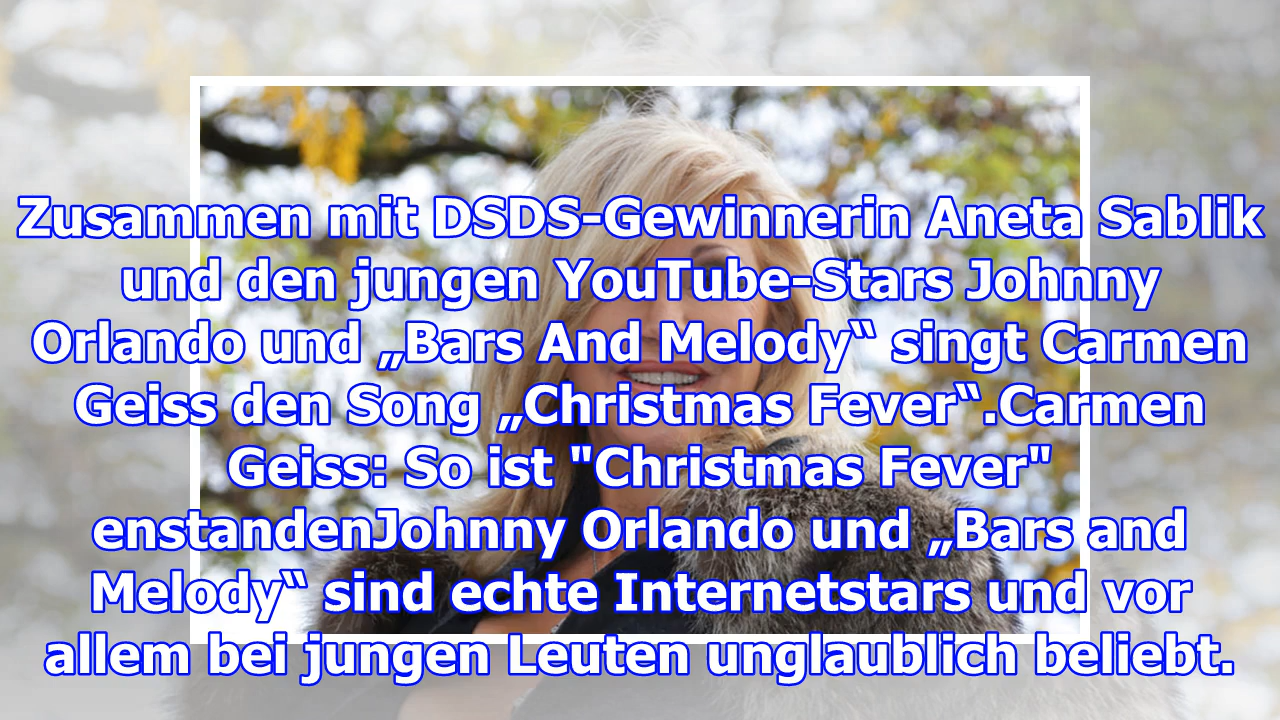 Zusammen mit DSDS-Gewinnerin Aneta Sablik
und den jungen YouTube-Stars Johnny
Orlando und „Bars And Melody“ singt Carmen
Geiss den Song „Christmas Fever“.Carmen
Geiss: So ist "Christmas Fever"
enstandenJohnny Orlando und „Bars and
Melody“ sind echte Internetstars und vor
allem bei jungen Leuten unglaublich beliebt.